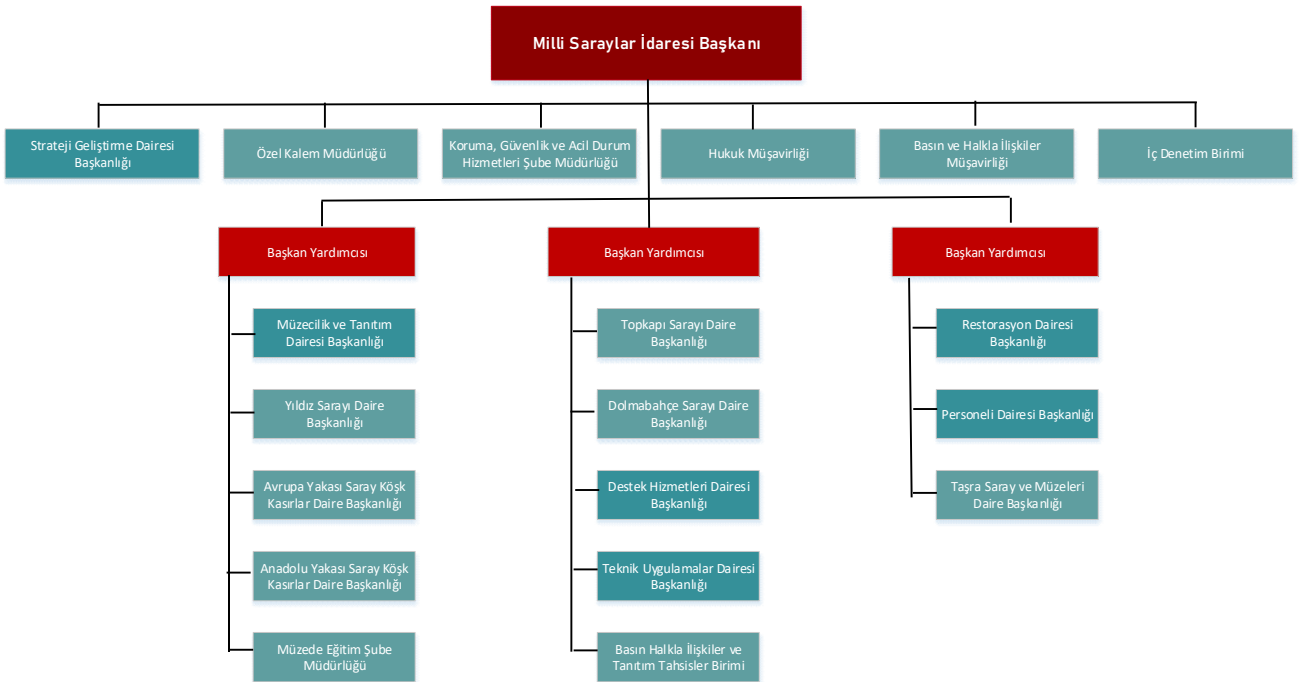 Milli Saraylar İdaresi Başkanı
Strateji Geliştirme Dairesi
Başkanlığı
Özel Kalem Müdürlüğü
Koruma, Güvenlik ve Acil Durum
Hizmetleri Şube Müdürlüğü
Hukuk Müşavirliği
Basın ve Halkla İlişkiler
Müşavirliği
İç Denetim Birimi
Başkan Yardımcısı
Müzecilik ve Tanıtım
Dairesi Başkanlığı
Yıldız Sarayı Daire
Başkanlığı
Avrupa Yakası Saray Köşk
Kasırlar Daire Başkanlığı
Anadolu Yakası Saray Köşk
Kasırlar Daire Başkanlığı
Müzede Eğitim Şube
Müdürlüğü
Başkan Yardımcısı
Topkapı Sarayı Daire
Başkanlığı
Dolmabahçe Sarayı Daire
Başkanlığı
Destek Hizmetleri Dairesi
Başkanlığı
Teknik Uygulamalar Dairesi
Başkanlığı
Basın Halkla İlişkiler ve
Tanıtım Tahsisler Birimi
Başkan Yardımcısı
Restorasyon Dairesi
Başkanlığı
Personeli Dairesi Başkanlığı
Taşra Saray ve Müzeleri
Daire Başkanlığı